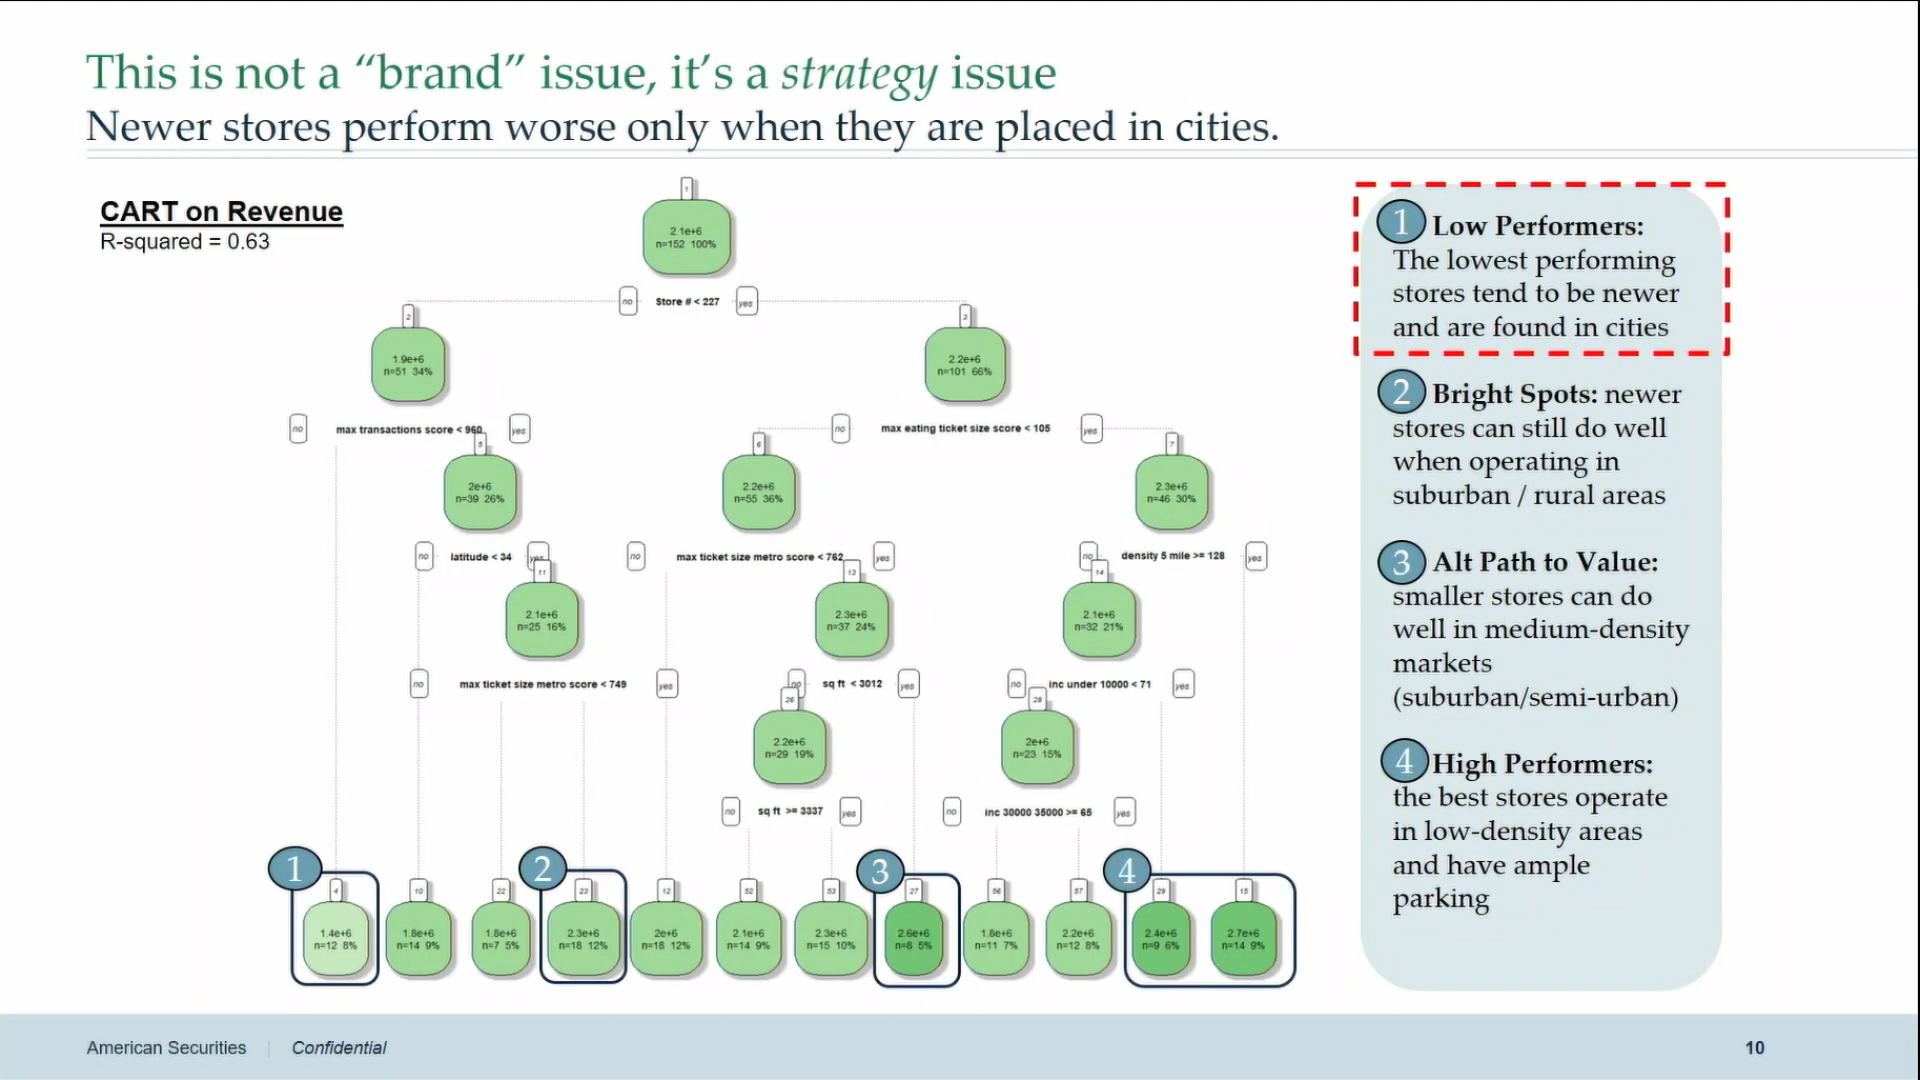 This is not a “brand” issue, it’s a strategy issue
Newer stores perform worse only when they are placed in cities.
CART on Revenue
R-squared = 0.63
1
2.1e+6
n=152 100%
no Store # < 227 yes
2
1.9e+6
n=51 34%
3
2.2e+6
n=101 66%
no max transactions score < 960 yes
no max eating ticket size score < 105 yes
5
2e+6
n=39 26%
6
2.2e+6
n=55 36%
7
2.3e+6
n=46 30%
no latitude < 34 yes
no max ticket size metro score < 762 yes
no density 5 mile >= 128 yes
11
2.1e+6
n=25 16%
13
2.3e+6
n=37 24%
14
2.1e+6
n=32 21%
no max ticket size metro score < 749 yes
no sq ft < 3012 yes
no inc under 10000 < 71 yes
26
2.2e+6
n=29 19%
28
2e+6
n=23 15%
no sq ft >= 3337 yes
no inc 30000 35000 >= 65 yes
1
4
1.4e+6
n=12 8%
10
1.8e+6
n=14 9%
22
1.8e+6
n=7 5%
2
23
2.3e+6
n=18 12%
12
2e+6
n=18 12%
52
2.1e+6
n=14 9%
53
2.3e+6
n=15 10%
3
27
2.6e+6
n=8 5%
56
1.8e+6
n=11 7%
57
2.2e+6
n=12 8%
4
29
2.4e+6
n=9 6%
15
2.7e+6
n=14 9%
1 Low Performers:
The lowest performing
stores tend to be newer
and are found in cities
2 Bright Spots: newer
stores can still do well
when operating in
suburban / rural areas
3 Alt Path to Value:
smaller stores can do
well in medium-density
markets
(suburban/semi-urban)
4 High Performers:
the best stores operate
in low-density areas
and have ample
parking
American Securities | Confidential
10